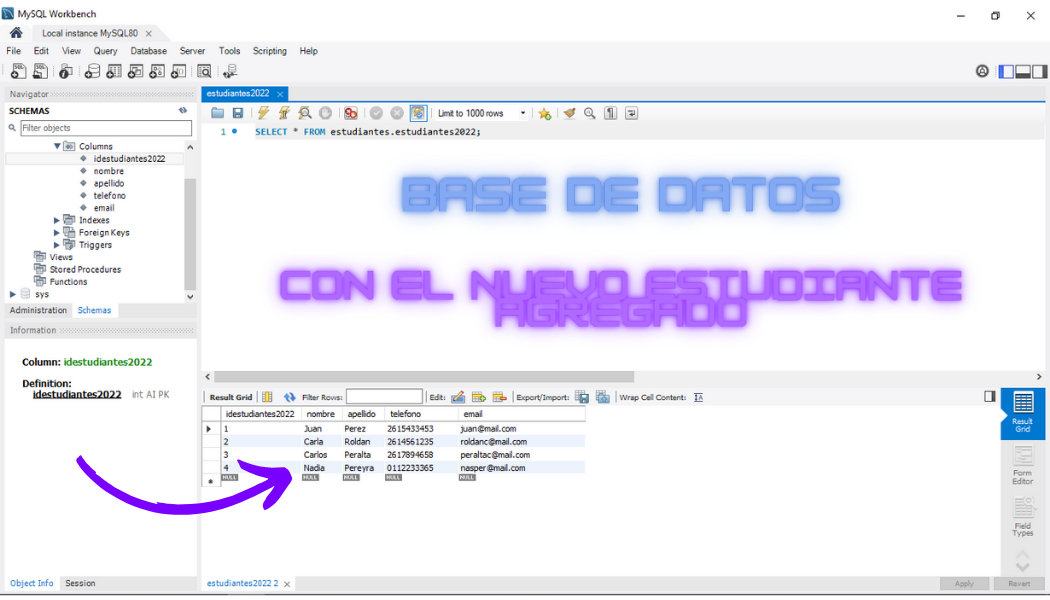 MySQL Workbench
Local instance MySQL80
File Edit View Query Database Server Tools Scripting Help
Navigator
SCHEMAS
Filter objects
Columns
idestudiantes2022
nombre
apellido
telefono
email
Indexes
Foreign Keys
Triggers
Views
Stored Procedures
Functions
sys
Administration Schemas
Information
Column: idestudiantes2022
Definition:
idestudiantes2022 int AI PK
Object Info Session
estudiantes2022
Limit to 1000 rows
1 SELECT * FROM estudiantes.estudiantes2022;
BASE DE DATOS
CON EL NUEVO ESTUDIANTE
AGREGADO
Result Grid Filter Rows: Edit: Export/Import: Wrap Cell Content:
idestudiantes2022 nombre apellido telefono email
1 Juan Perez 2615433453 juan@mail.com
2 Carla Roldan 2614561235 roldanc@mail.com
3 Carlos Peralta 2617894658 peraltac@mail.com
4 Nadia Pereyra 0112233365 nasper@mail.com
NULL NULL NULL NULL NULL
Result
Grid
Form
Editor
Field
Types
estudiantes2022 2
Apply Revert